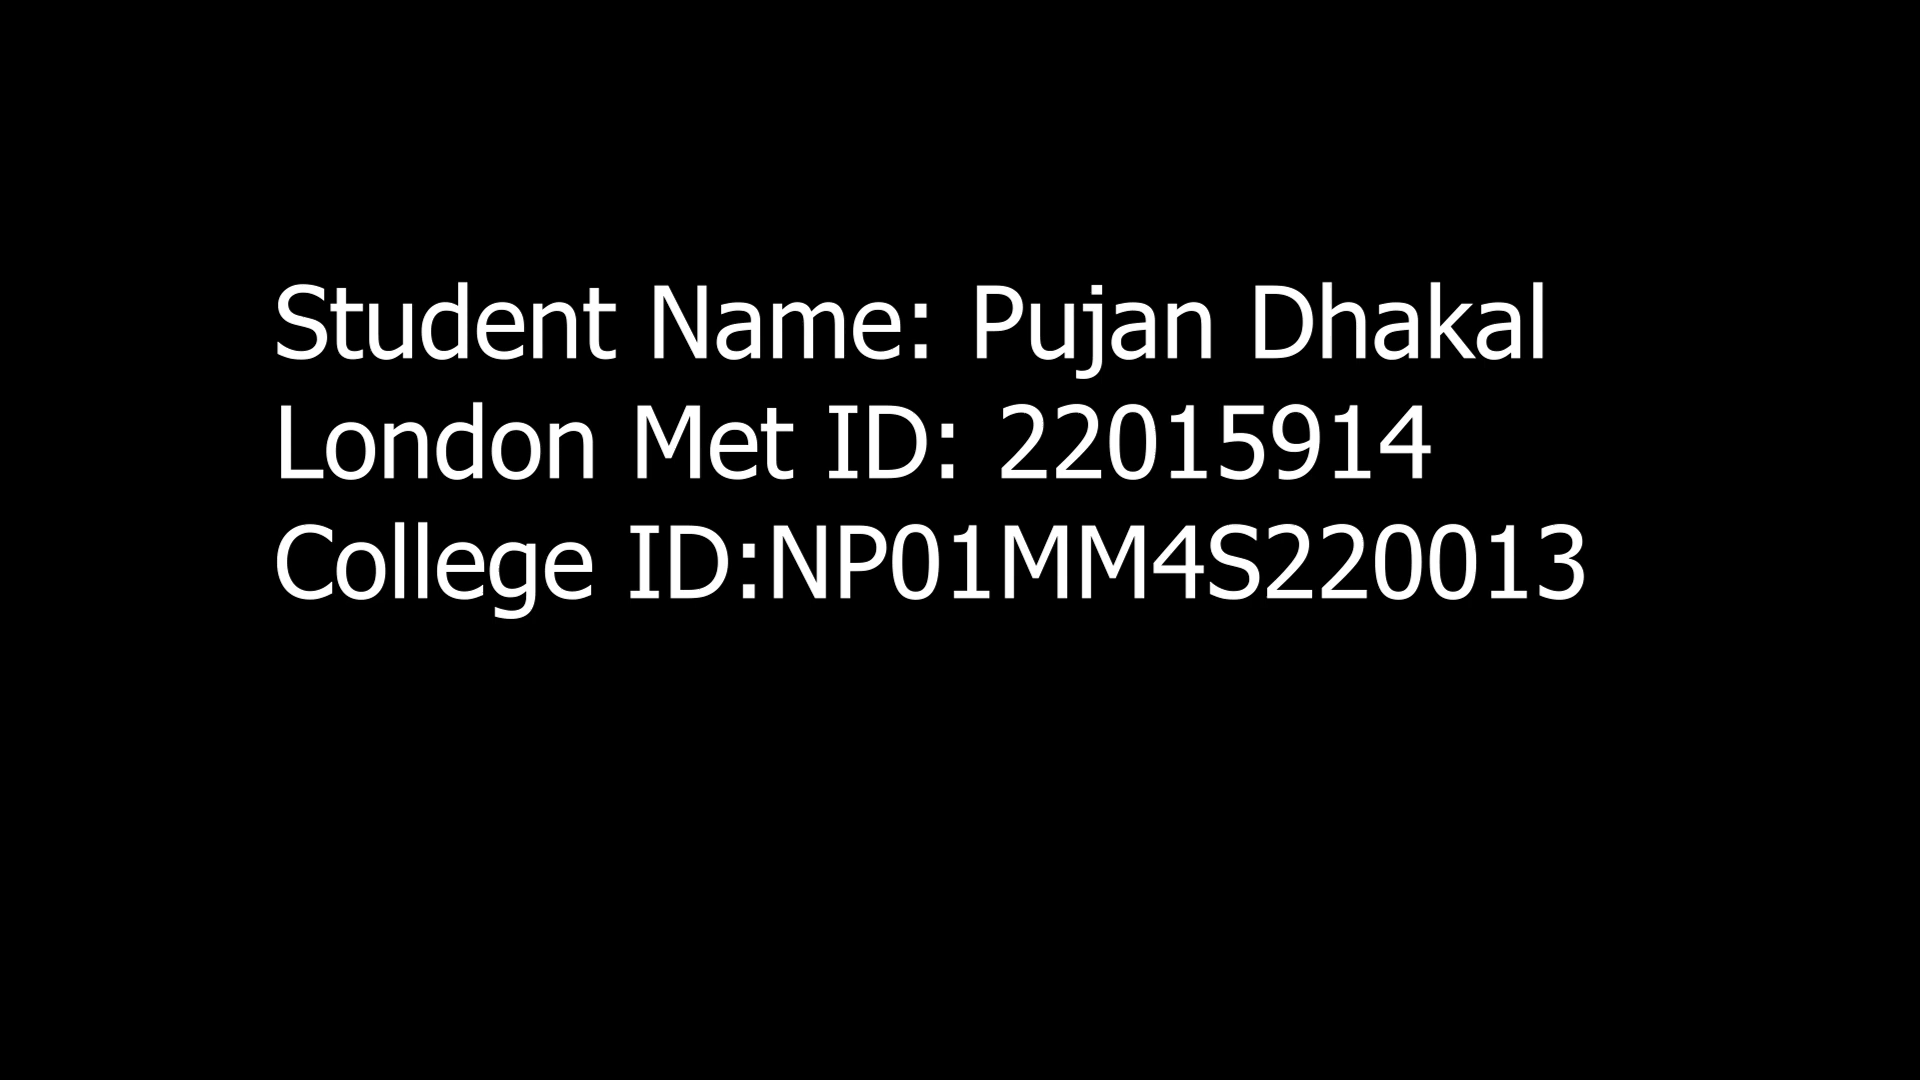 Student Name: Pujan Dhakal
London Met ID: 22015914
College ID:NP01MM4S220013